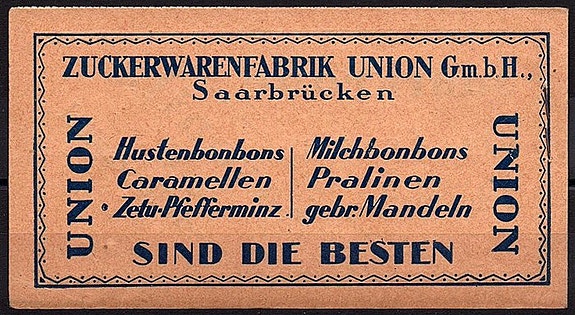 ZUCKERWARENFABRIK UNION G.m.b.H.,
Saarbrücken
UNION
Hustenbonbons
Caramellen
Zetu-Pfefferminz
Milchbonbons
Pralinen
gebr. Mandeln
UNION
SIND DIE BESTEN